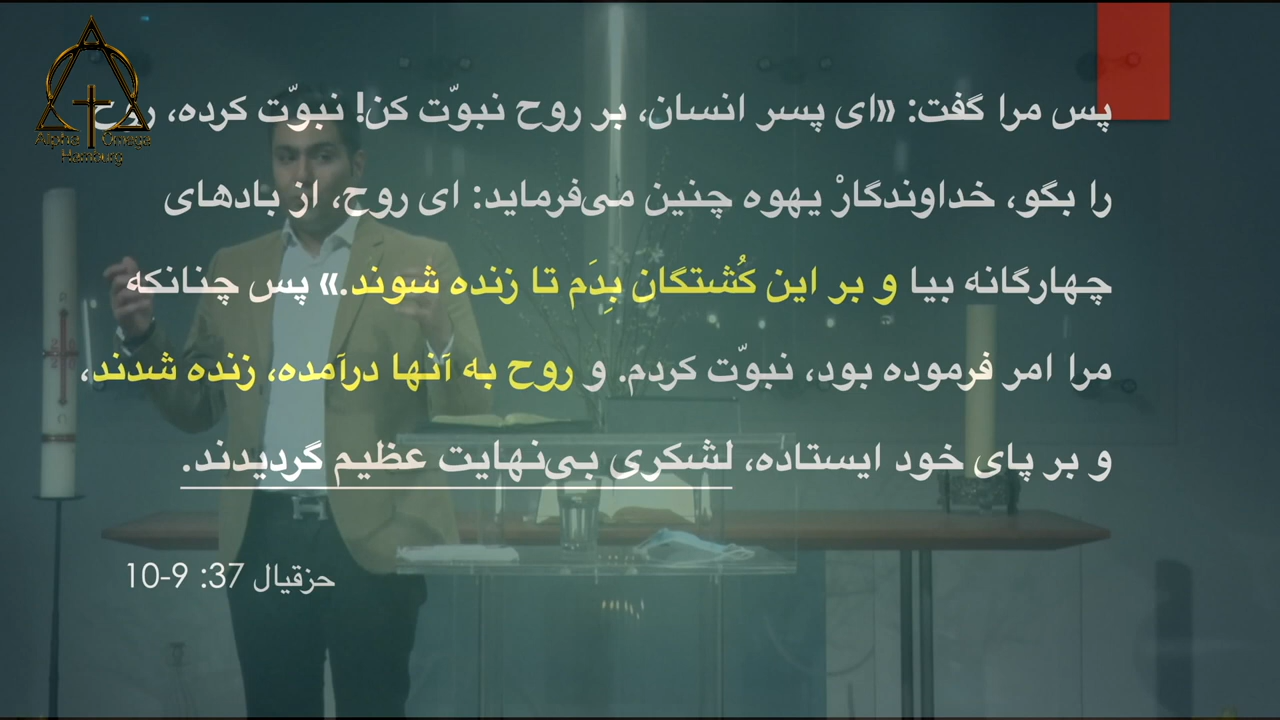 پس مرا گفت: «ای پسر انسان، بر روح نبوّت کن! نبوّت کرده، روح
را بگو، خداوندگارْ یهوه چنین می‌فرماید: ای روح، از بادهای
چهارگانه بیا و بر این کُشتگان بِدَم تا زنده شوند.» پس چنانکه
مرا امر فرموده بود، نبوّت کردم. و روح به آنها درآمده، زنده شدند،
و بر پای خود ایستاده، لشکری بی‌نهایت عظیم گردیدند.
حزقیال 37: 9-10
Alpha Omega
Hamburg